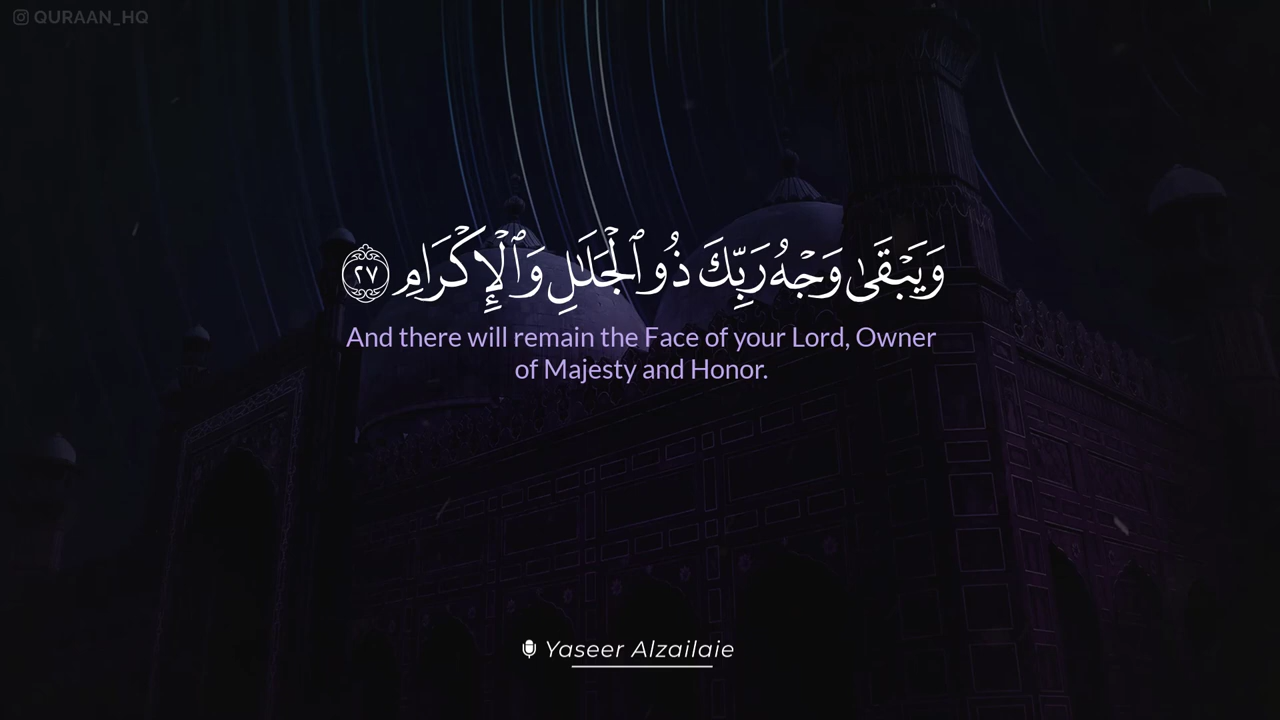 QURAAN_HQ
وَيَبْقَىٰ وَجْهُ رَبِّكَ ذُو ٱلْجَلَـٰلِ وَٱلْإِكْرَامِ ٢٧
And there will remain the Face of your Lord, Owner
of Majesty and Honor.
Yaseer Alzailaie